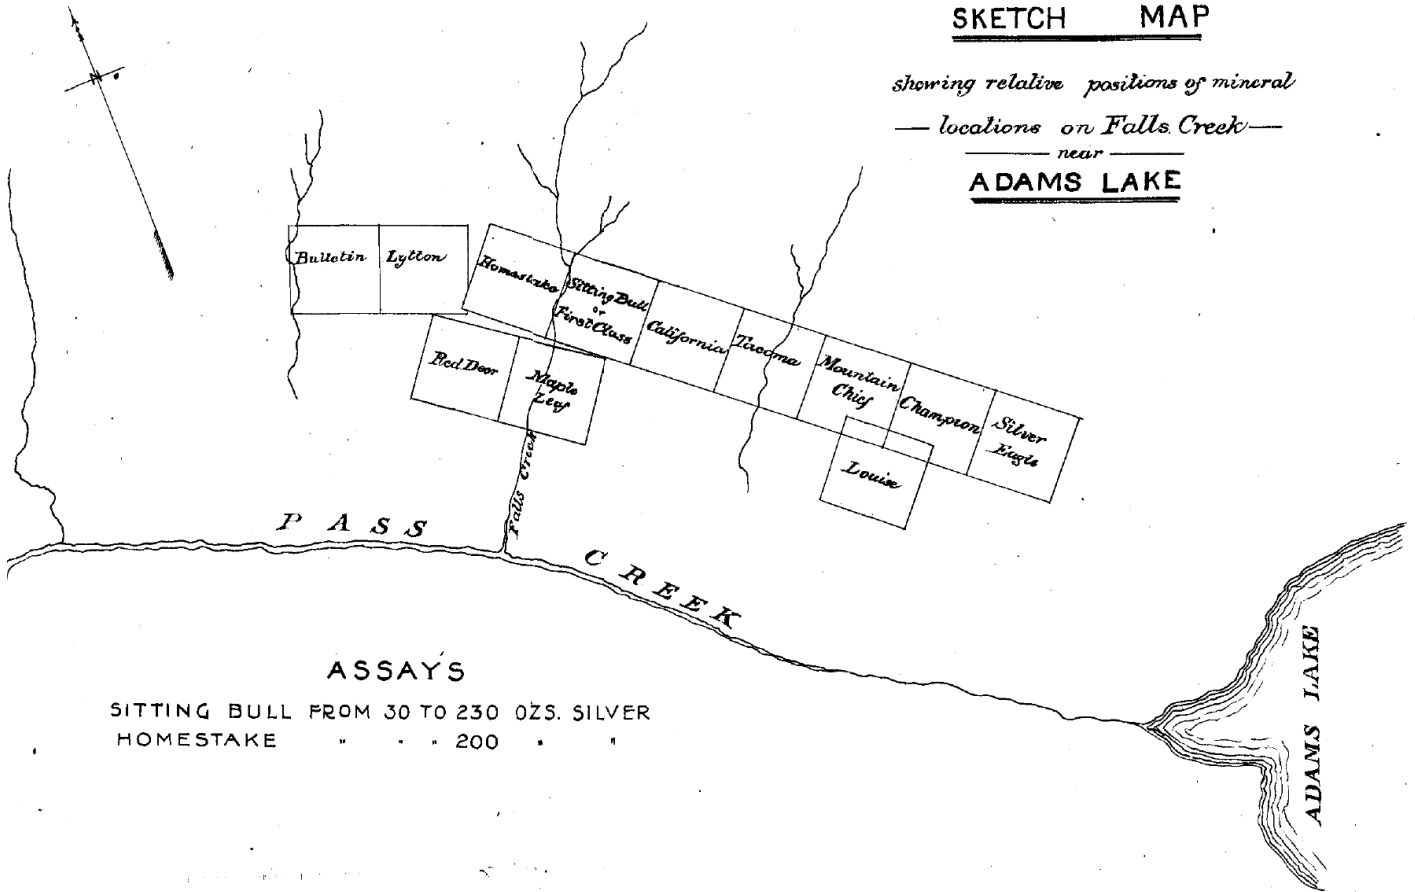 SKETCH MAP
showing relative positions of mineral
— locations on Falls Creek —
near
ADAMS LAKE
N
Bulletin
Lytton
Homestake
Sitting Bull
or
First Class
California
Tacoma
Mountain
Chief
Champion
Silver
Eagle
Red Deer
Maple
Leaf
Louise
Falls Creek
PASS CREEK
ADAMS LAKE
ASSAYS
SITTING BULL FROM 30 TO 230 OZS. SILVER
HOMESTAKE " " " 200 " "